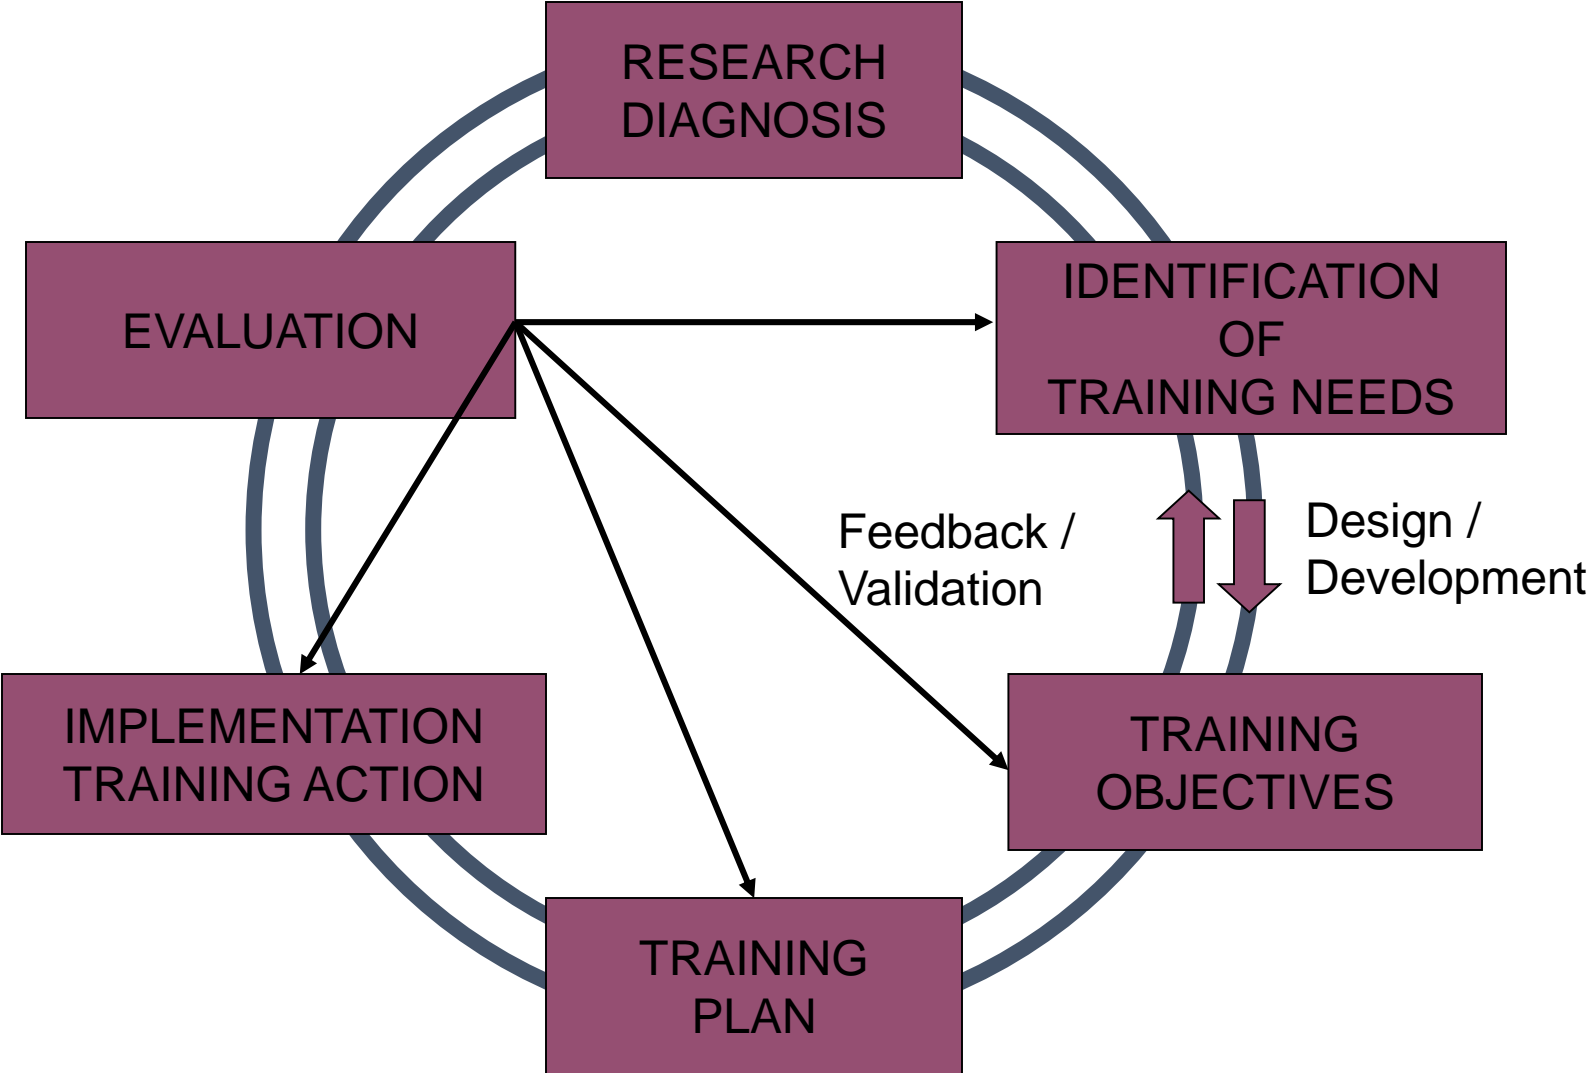 RESEARCH
DIAGNOSIS
EVALUATION
IDENTIFICATION
OF
TRAINING NEEDS
Feedback /
Validation
Design /
Development
IMPLEMENTATION
TRAINING ACTION
TRAINING
OBJECTIVES
TRAINING
PLAN